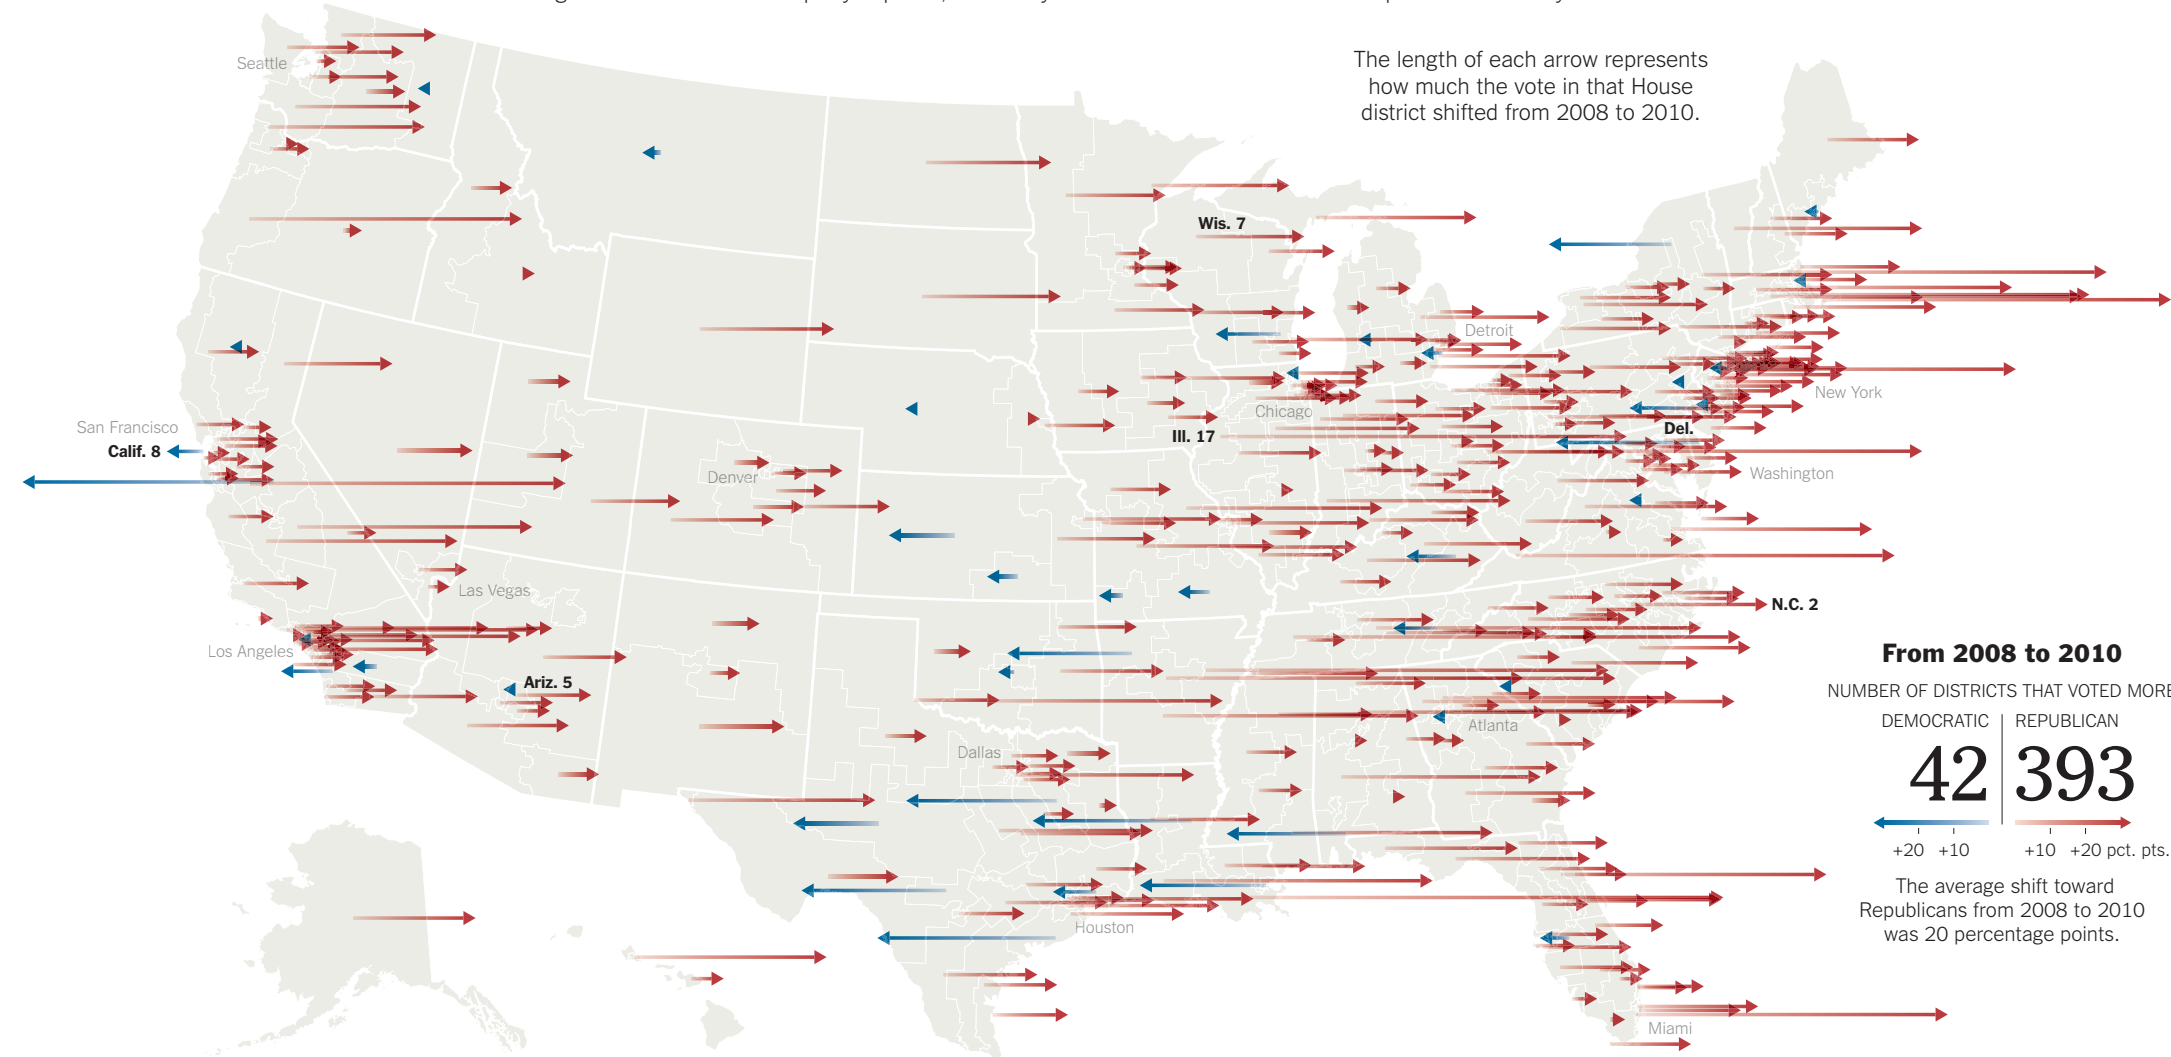 The length of each arrow represents
how much the vote in that House
district shifted from 2008 to 2010.
Seattle
Wis. 7
Detroit
New York
San Francisco
Calif. 8
Chicago
Ill. 17
Del.
Denver
Washington
Las Vegas
N.C. 2
Los Angeles
Ariz. 5
Atlanta
Dallas
Houston
Miami
From 2008 to 2010
NUMBER OF DISTRICTS THAT VOTED MORE
DEMOCRATIC
REPUBLICAN
42
393
+20 +10
+10 +20 pct. pts.
The average shift toward
Republicans from 2008 to 2010
was 20 percentage points.